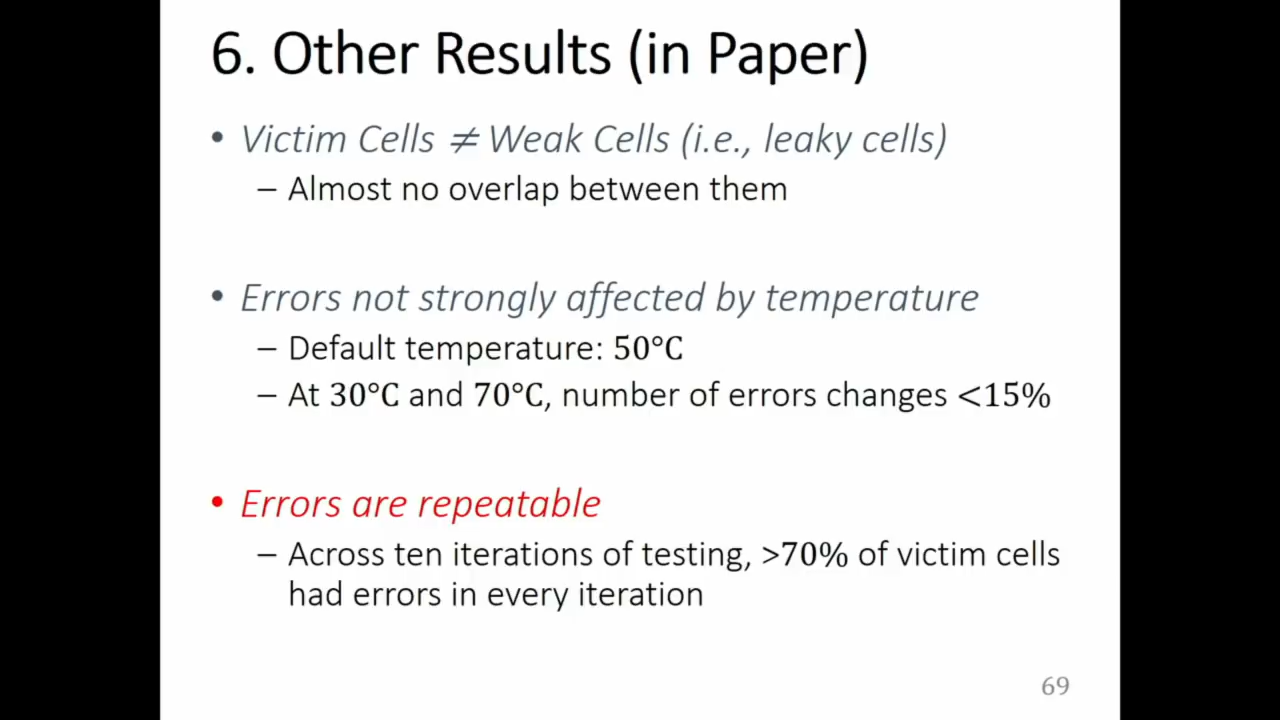 6. Other Results (in Paper)
• Victim Cells ≠ Weak Cells (i.e., leaky cells)
– Almost no overlap between them
• Errors not strongly affected by temperature
– Default temperature: 50°C
– At 30°C and 70°C, number of errors changes <15%
• Errors are repeatable
– Across ten iterations of testing, >70% of victim cells
had errors in every iteration
69